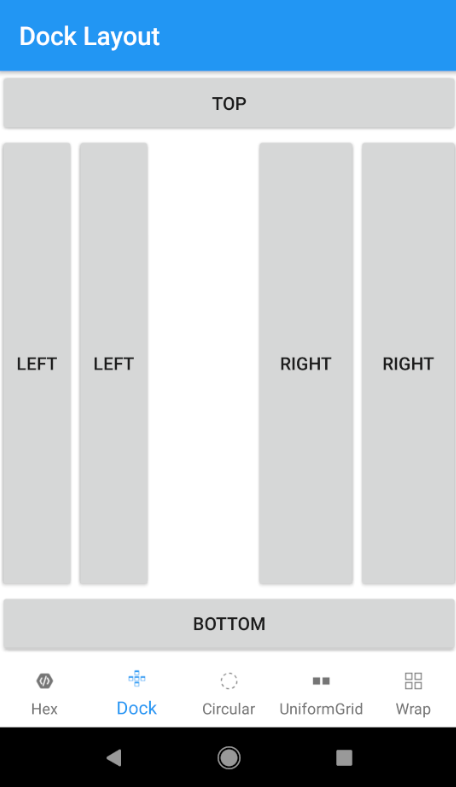 Dock Layout
TOP
LEFT LEFT RIGHT RIGHT
BOTTOM
Hex Dock Circular UniformGrid Wrap